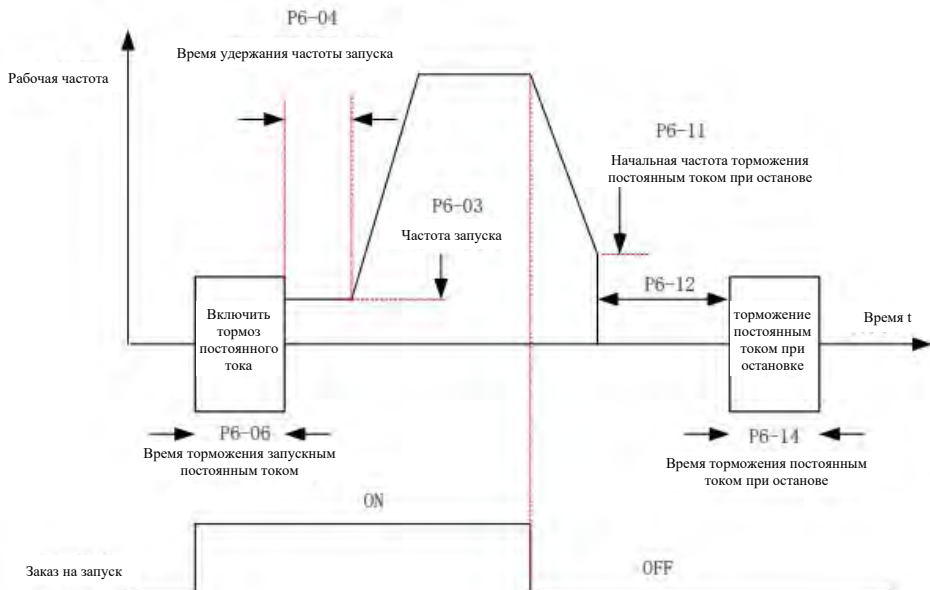 P6-04
Время удержания частоты запуска
Рабочая частота
P6-11
Начальная частота торможения
постоянным током при останове
P6-03
Частота запуска
P6-12
Включить
тормоз
постоянного
тока
торможение
постоянным
током при
остановке
Время t
P6-06
Время торможения запускным
постоянным током
P6-14
Время торможения постоянным
током при останове
ON
Заказ на запуск
OFF